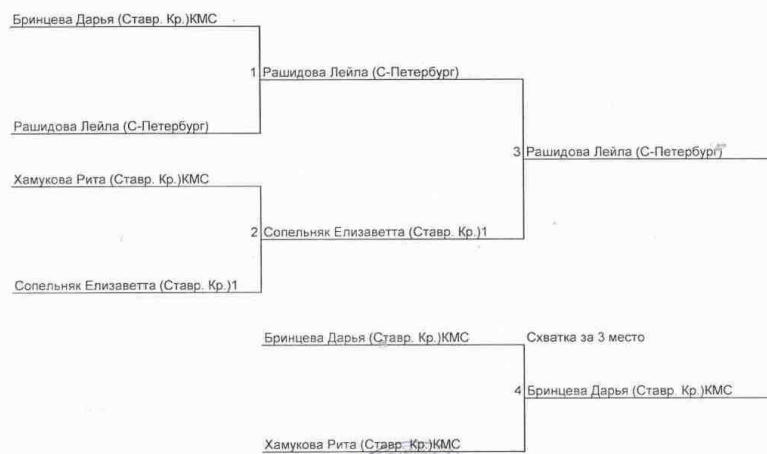 Бринцева Дарья (Ставр. Кр.)КМС
1 Рашидова Лейла (С-Петербург)
Рашидова Лейла (С-Петербург)
3 Рашидова Лейла (С-Петербург)
Хамукова Рита (Ставр. Кр.)КМС
2 Сопельняк Елизаветта (Ставр. Кр.)1
Сопельняк Елизаветта (Ставр. Кр.)1
Бринцева Дарья (Ставр. Кр.)КМС
Схватка за 3 место
4 Бринцева Дарья (Ставр. Кр.)КМС
Хамукова Рита (Ставр. Кр.)КМС